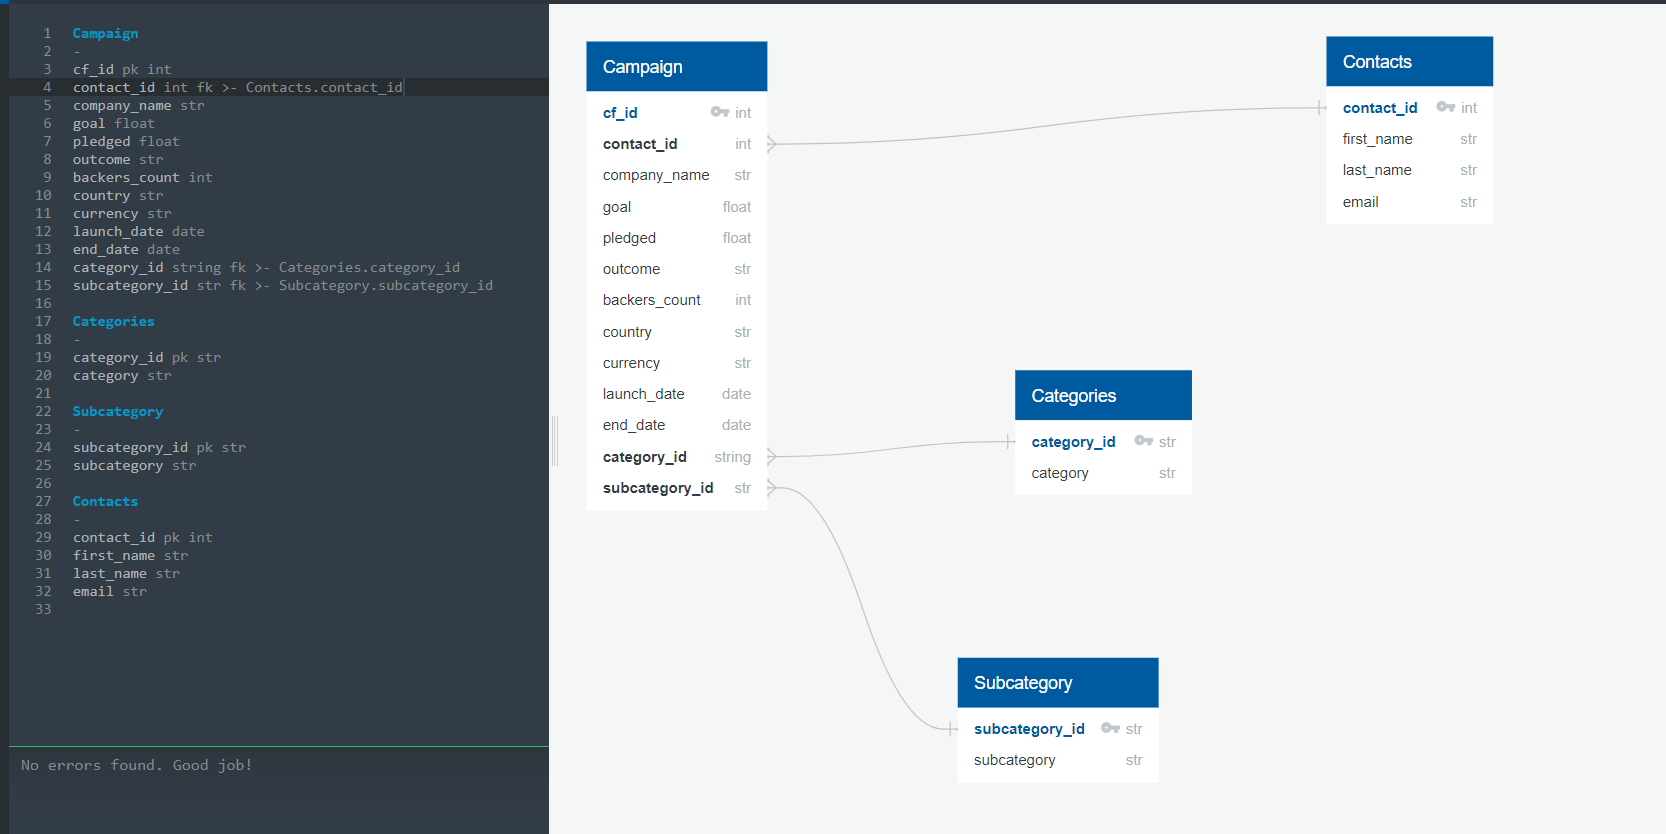 1 Campaign
2 -
3 cf_id pk int
4 contact_id int fk >- Contacts.contact_id
5 company_name str
6 goal float
7 pledged float
8 outcome str
9 backers_count int
10 country str
11 currency str
12 launch_date date
13 end_date date
14 category_id string fk >- Categories.category_id
15 subcategory_id str fk >- Subcategory.subcategory_id
16
17 Categories
18 -
19 category_id pk str
20 category str
21
22 Subcategory
23 -
24 subcategory_id pk str
25 subcategory str
26
27 Contacts
28 -
29 contact_id pk int
30 first_name str
31 last_name str
32 email str
33
No errors found. Good job!
Campaign
cf_id int
contact_id int
company_name str
goal float
pledged float
outcome str
backers_count int
country str
currency str
launch_date date
end_date date
category_id string
subcategory_id str
Contacts
contact_id int
first_name str
last_name str
email str
Categories
category_id str
category str
Subcategory
subcategory_id str
subcategory str